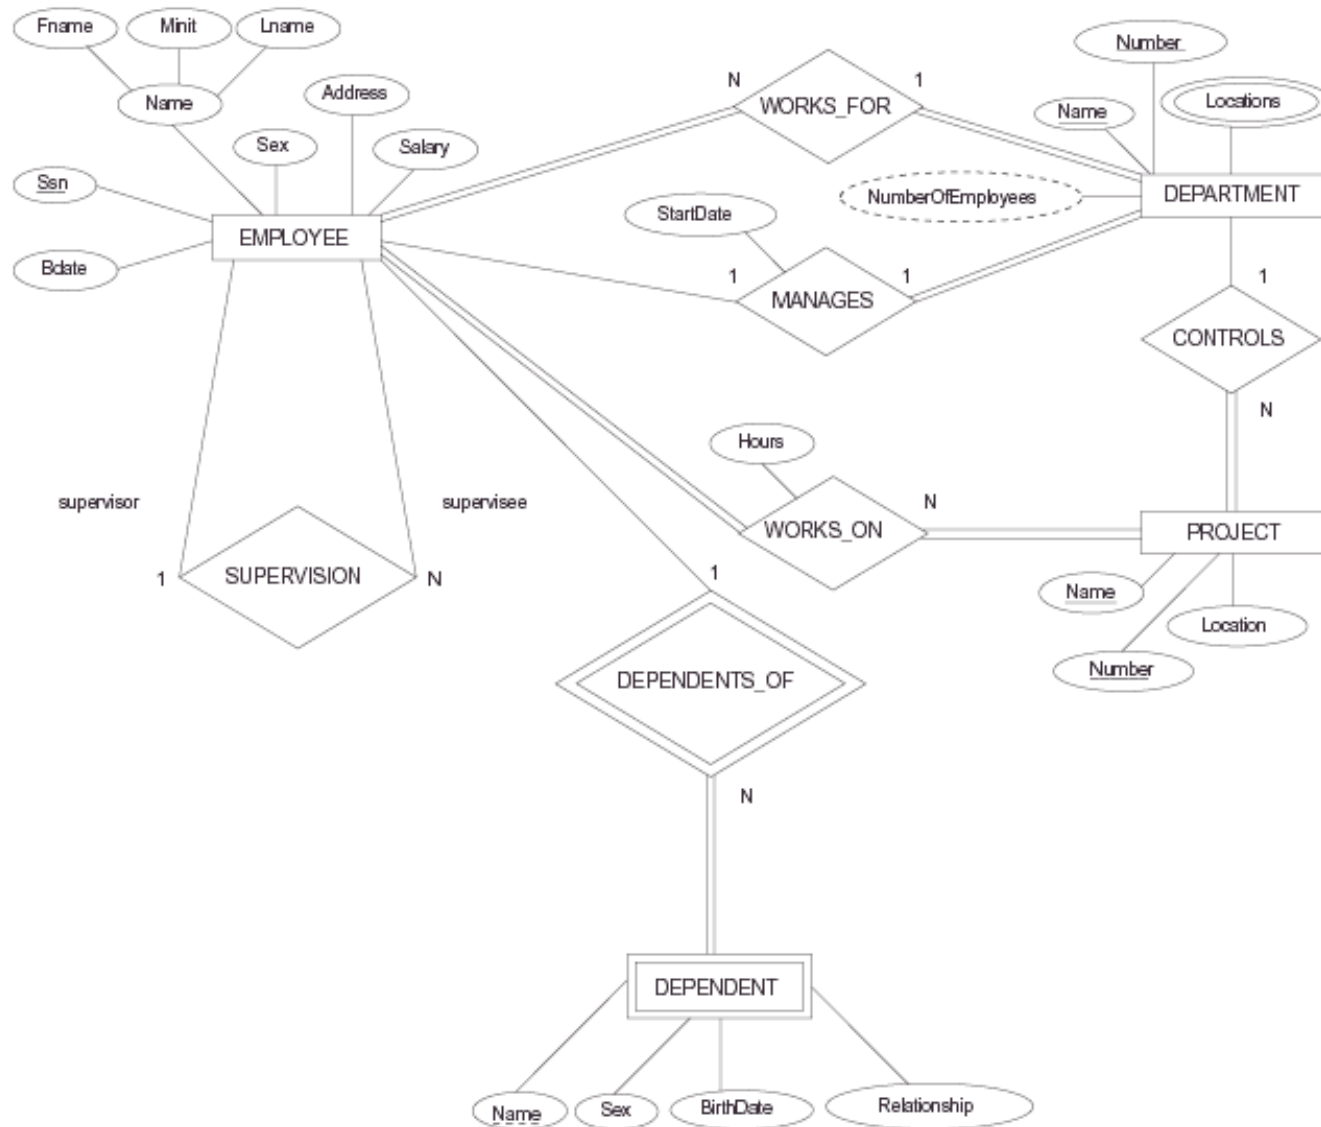 Fname
Minit
Lname
Number
Address
N
1
Name
WORKS_FOR
Locations
Name
Sex
Salary
Ssn
StartDate
NumberOfEmployees
DEPARTMENT
EMPLOYEE
Bdate
1
1
1
MANAGES
CONTROLS
N
Hours
supervisor
supervisee
N
WORKS_ON
PROJECT
1
SUPERVISION
N
1
Name
Location
Number
DEPENDENTS_OF
N
DEPENDENT
Name
Sex
BirthDate
Relationship